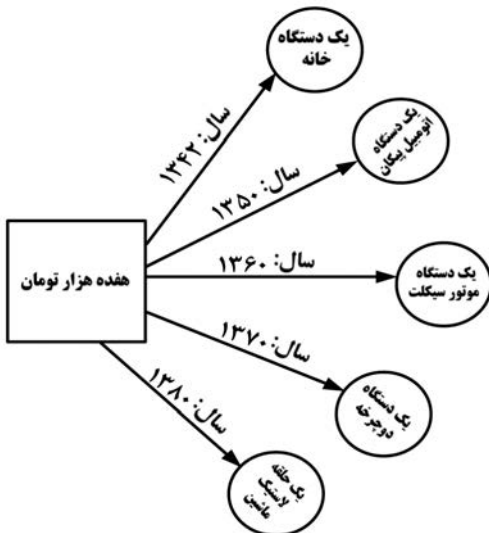 یک دستگاه
خانه
سال: ۱۳۴۲
یک دستگاه
اتومبیل پیکان
سال: ۱۳۵۰
هفده هزار تومان
سال: ۱۳۶۰
یک دستگاه
موتور سیکلت
سال: ۱۳۷۰
یک دستگاه
دوچرخه
سال: ۱۳۸۰
یک حلقه
لاستیک
ماشین